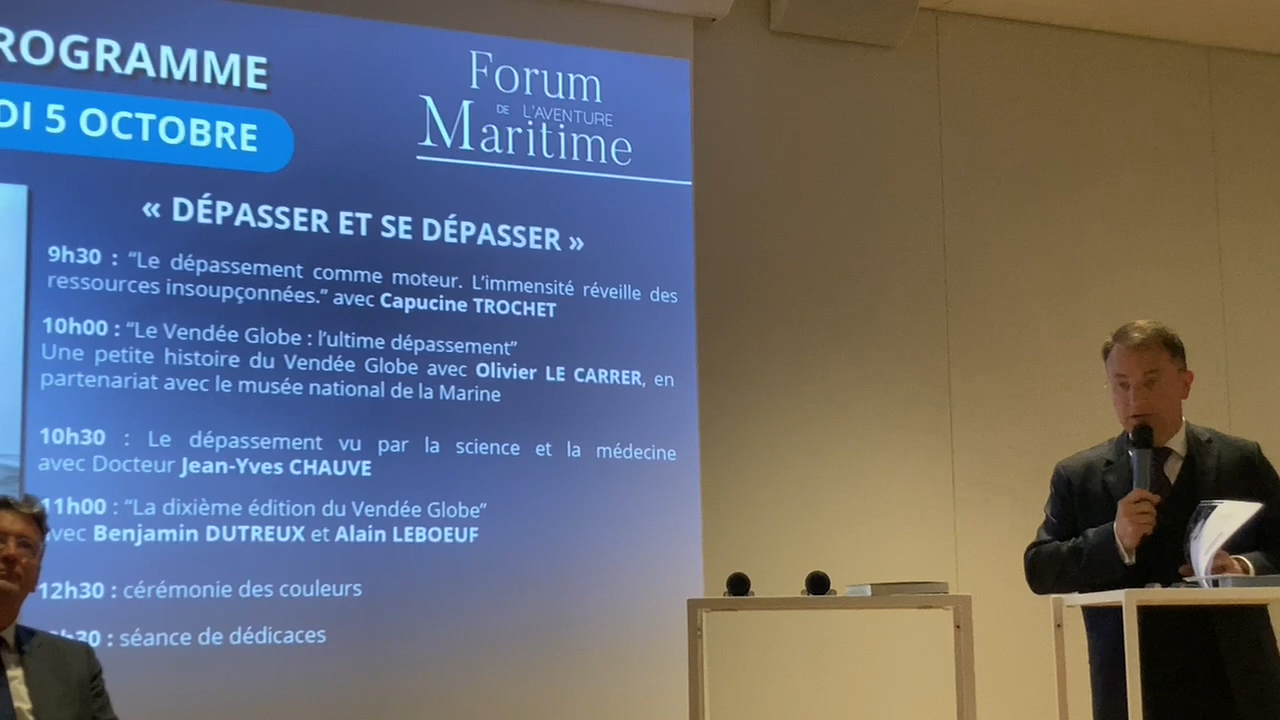 ROGRAMME
DI 5 OCTOBRE
Forum
DE L'AVENTURE
Maritime
« DÉPASSER ET SE DÉPASSER »
9h30 : “Le dépassement comme moteur. L’immensité réveille des
ressources insoupçonnées.” avec Capucine TROCHET
10h00 : “Le Vendée Globe : l’ultime dépassement”
Une petite histoire du Vendée Globe avec Olivier LE CARRER, en
partenariat avec le musée national de la Marine
10h30 : Le dépassement vu par la science et la médecine
avec Docteur Jean-Yves CHAUVE
11h00 : “La dixième édition du Vendée Globe”
vec Benjamin DUTREUX et Alain LEBOEUF
12h30 : cérémonie des couleurs
h30 : séance de dédicaces